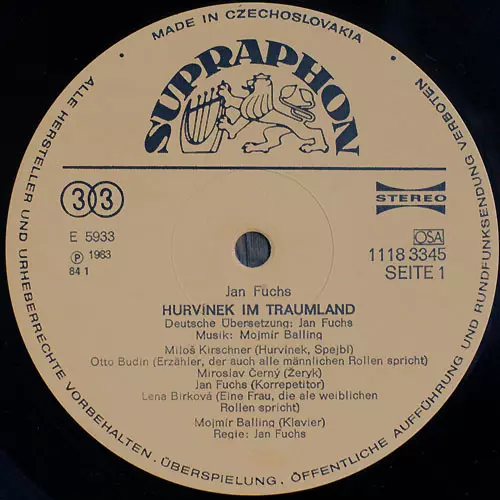 MADE IN CZECHOSLOVAKIA
SUPRAPHON
33
STEREO
E 5933
℗ 1983
84 1
OSA
1118 3345
SEITE 1
Jan Fuchs
HURVÍNEK IM TRAUMLAND
Deutsche Übersetzung: Jan Fuchs
Musik: Mojmír Balling
Miloš Kirschner (Hurvínek, Spejbl)
Otto Budín (Erzähler, der auch alle männlichen Rollen spricht)
Miroslav Černý (Žeryk)
Jan Fuchs (Korrepetitor)
Lena Birková (Eine Frau, die ale weiblichen
Rollen spricht)
Mojmír Balling (Klavier)
Regie: Jan Fuchs
ALLE HERSTELLER UND URHEBERRECHTE VORBEHALTEN · ÜBERSPIELUNG, ÖFFENTLICHE AUFFÜHRUNG UND RUNDFUNKSENDUNG VERBOTEN ·